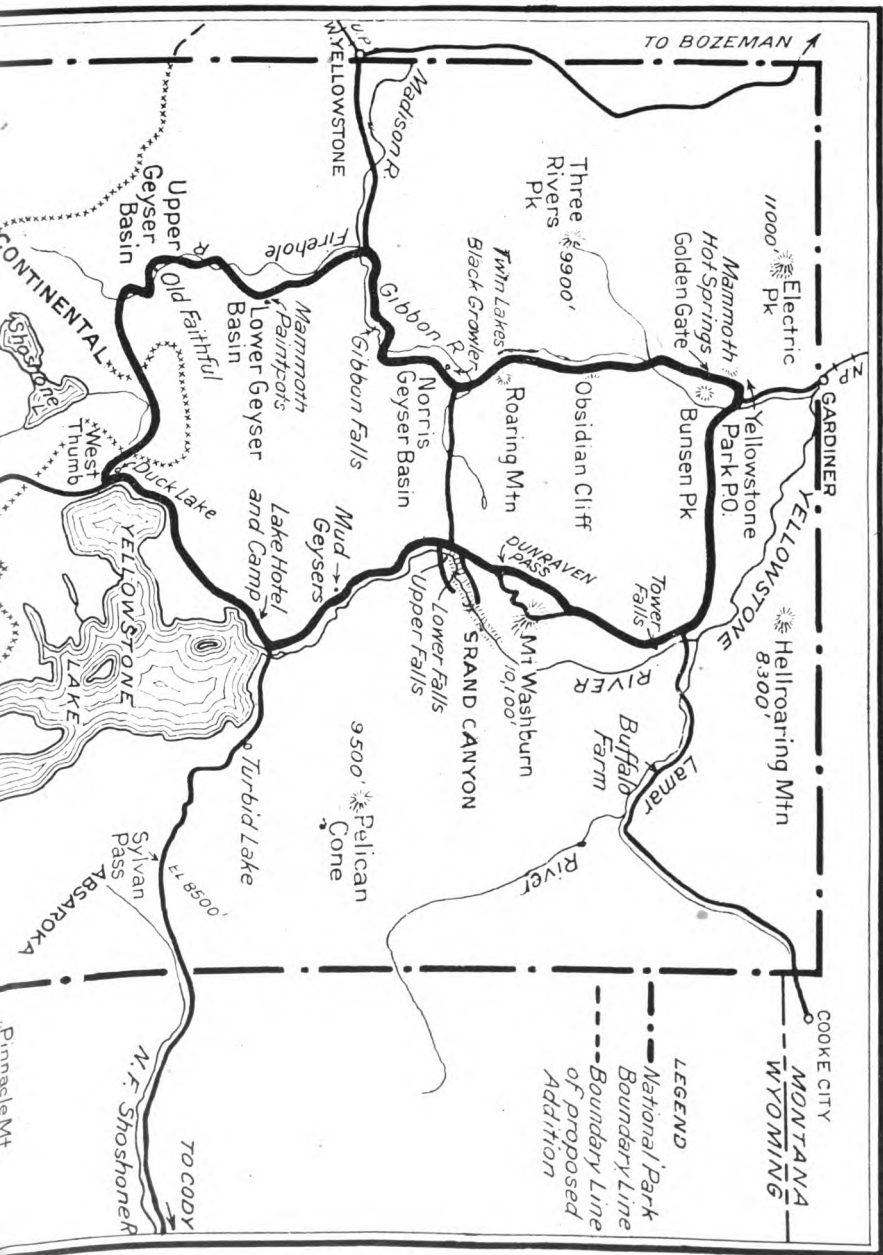 TO BOZEMAN
N.P.
GARDINER
COOKE CITY
MONTANA
WYOMING
Electric
Pk
11000'
Mammoth
Hot Springs
Golden Gate
Yellowstone
Park P.O.
Bunsen Pk
YELLOWSTONE
RIVER
Hellroaring Mtn
8300'
Three
Rivers
Pk
9900'
Obsidian Cliff
Roaring Mtn
Twin Lakes
Black Growler
Tower
Falls
DUNRAVEN
PASS
Mt Washburn
10,100'
Buffalo
Farm
Lamar
River
LEGEND
National Park
Boundary Line
Boundary Line
of proposed
Addition
U.P.
W. YELLOWSTONE
Madison R.
Gibbon R
Norris
Geyser Basin
Gibbon Falls
SRAND CANYON
Lower Falls
Upper Falls
Firehole
R
Mammoth
Paintpots
Lower Geyser
Basin
Mud
Geysers
Lake Hotel
and Camp
Pelican
Cone
9500'
Upper
Geyser
Basin
Old Faithful
Duck Lake
West
Thumb
YELLOWSTONE
LAKE
Turbid Lake
Sylvan
Pass
EL 8500'
ABSAROKA
CONTINENTAL
Shoshone
L
N. F. Shoshone R
TO CODY
Pinnacle Mt